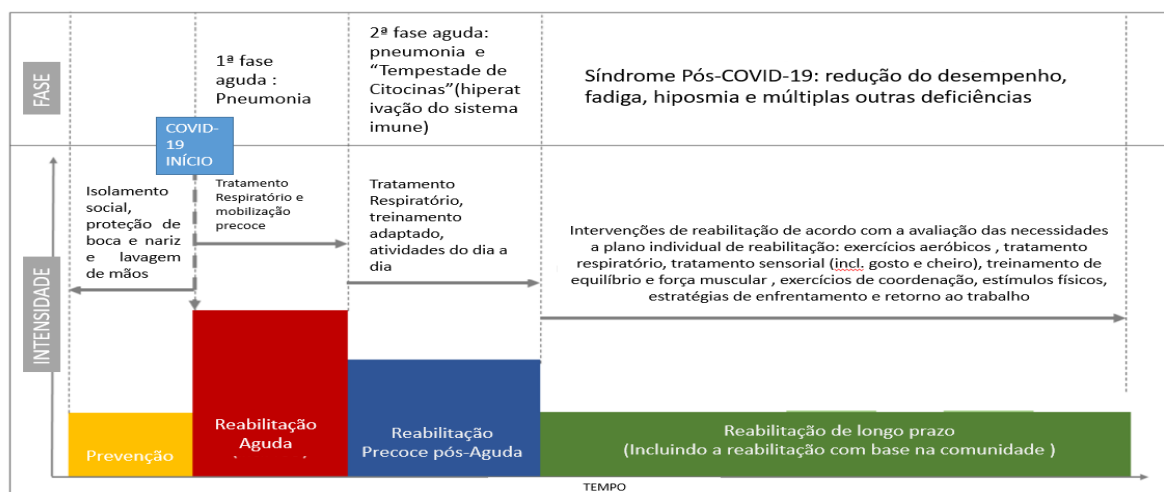 FASE
1ª fase
aguda :
Pneumonia
2ª fase aguda:
pneumonia e
“Tempestade de
Citocinas”(hiperat
ivação do sistema
imune)
Síndrome Pós-COVID-19: redução do desempenho,
fadiga, hiposmia e múltiplas outras deficiências
COVID-
19
INÍCIO
INTENSIDADE
Isolamento
social,
proteção de
boca e nariz
e lavagem
de mãos
Tratamento
Respiratório e
mobilização
precoce
Tratamento
Respiratório,
treinamento
adaptado,
atividades do dia a
dia
Intervenções de reabilitação de acordo com a avaliação das necessidades
a plano individual de reabilitação: exercícios aeróbicos , tratamento
respiratório, tratamento sensorial (incl. gosto e cheiro), treinamento de
equilíbrio e força muscular , exercícios de coordenação, estímulos físicos,
estratégias de enfrentamento e retorno ao trabalho
Prevenção
Reabilitação
Aguda
Reabilitação
Precoce pós-Aguda
Reabilitação de longo prazo
(Incluindo a reabilitação com base na comunidade )
TEMPO